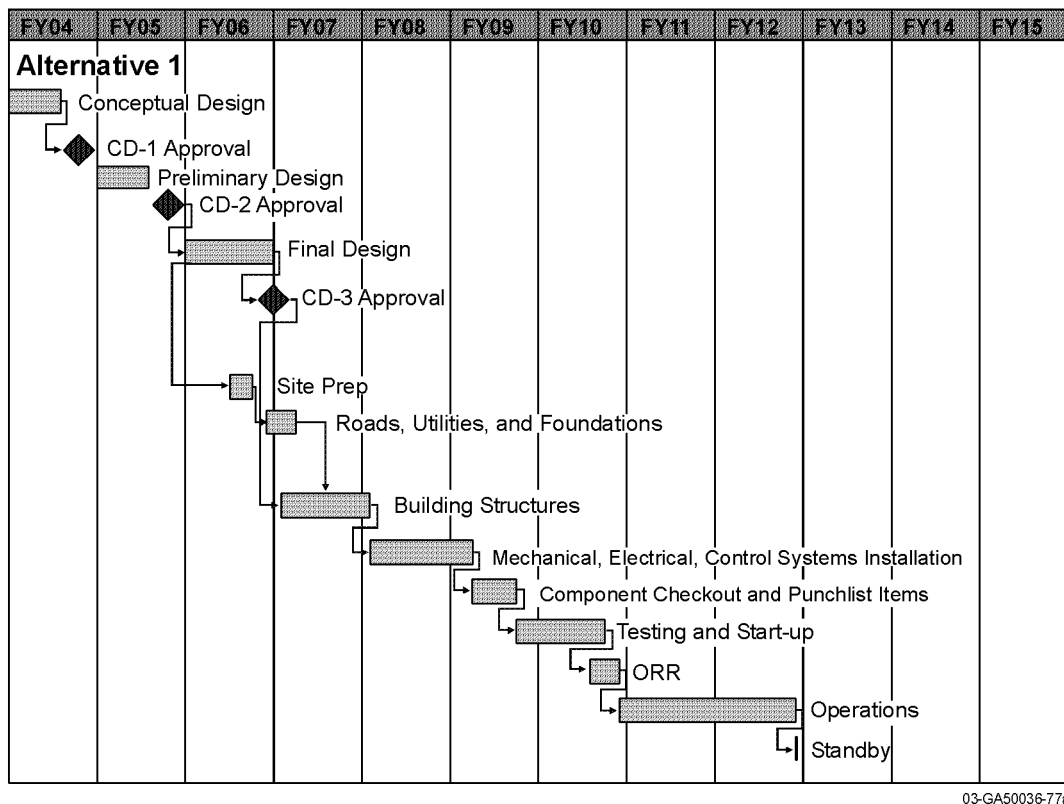 FY04 FY05 FY06 FY07 FY08 FY09 FY10 FY11 FY12 FY13 FY14 FY15
Alternative 1
Conceptual Design
CD-1 Approval
Preliminary Design
CD-2 Approval
Final Design
CD-3 Approval
Site Prep
Roads, Utilities, and Foundations
Building Structures
Mechanical, Electrical, Control Systems Installation
Component Checkout and Punchlist Items
Testing and Start-up
ORR
Operations
Standby